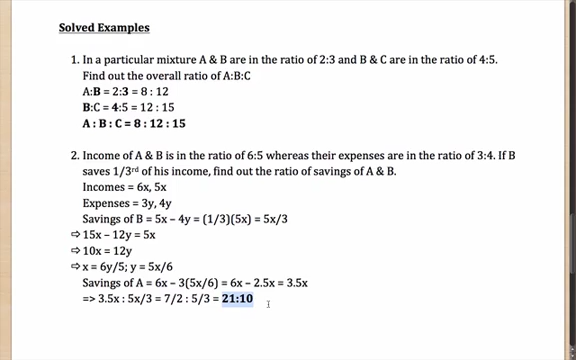 Solved Examples
1. In a particular mixture A & B are in the ratio of 2:3 and B & C are in the ratio of 4:5.
Find out the overall ratio of A:B:C
A:B = 2:3 = 8 : 12
B:C = 4:5 = 12 : 15
A : B : C = 8 : 12 : 15
2. Income of A & B is in the ratio of 6:5 whereas their expenses are in the ratio of 3:4. If B
saves 1/3rd of his income, find out the ratio of savings of A & B.
Incomes = 6x, 5x
Expenses = 3y, 4y
Savings of B = 5x – 4y = (1/3)(5x) = 5x/3
⇨ 15x – 12y = 5x
⇨ 10x = 12y
⇨ x = 6y/5; y = 5x/6
Savings of A = 6x – 3(5x/6) = 6x – 2.5x = 3.5x
=> 3.5x : 5x/3 = 7/2 : 5/3 = 21:10